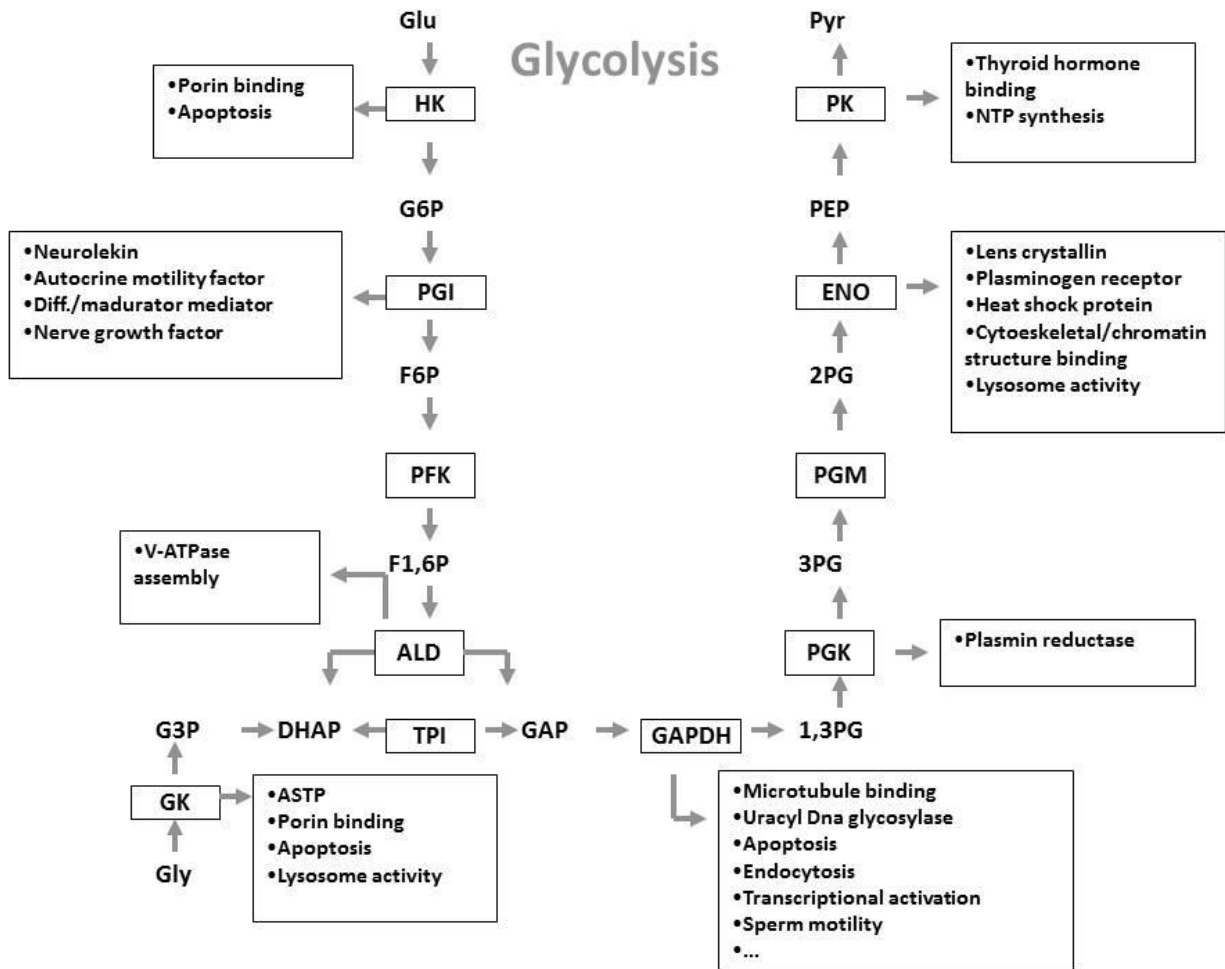 Glycolysis
Glu
HK
•Porin binding
•Apoptosis
G6P
PGI
•Neurolekin
•Autocrine motility factor
•Diff./madurator mediator
•Nerve growth factor
F6P
PFK
F1,6P
•V-ATPase
assembly
ALD
G3P
DHAP
TPI
GAP
GAPDH
1,3PG
GK
•ASTP
•Porin binding
•Apoptosis
•Lysosome activity
Gly
•Microtubule binding
•Uracyl Dna glycosylase
•Apoptosis
•Endocytosis
•Transcriptional activation
•Sperm motility
•...
PGK
•Plasmin reductase
3PG
PGM
2PG
ENO
•Lens crystallin
•Plasminogen receptor
•Heat shock protein
•Cytoeskeletal/chromatin
structure binding
•Lysosome activity
PEP
PK
•Thyroid hormone
binding
•NTP synthesis
Pyr